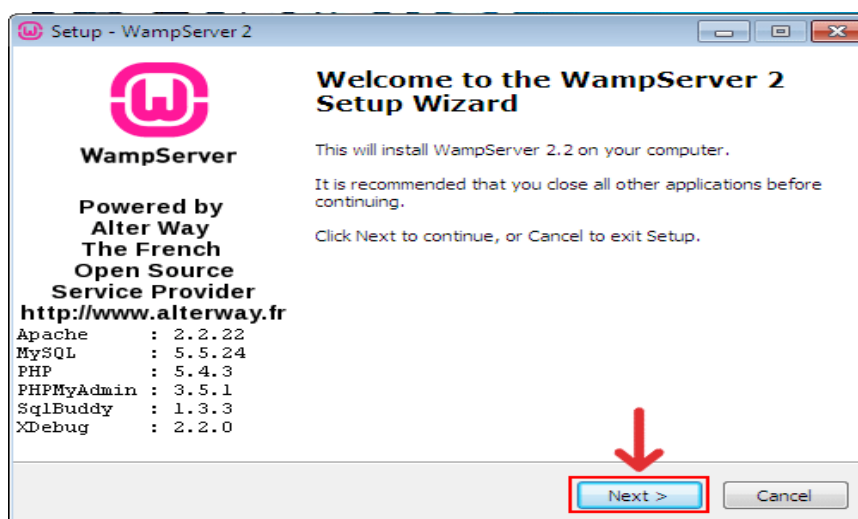 Setup - WampServer 2
WampServer
Powered by
Alter Way
The French
Open Source
Service Provider
http://www.alterway.fr
Apache : 2.2.22
MySQL : 5.5.24
PHP : 5.4.3
PHPMyAdmin : 3.5.1
SqlBuddy : 1.3.3
XDebug : 2.2.0
Welcome to the WampServer 2
Setup Wizard
This will install WampServer 2.2 on your computer.
It is recommended that you close all other applications before
continuing.
Click Next to continue, or Cancel to exit Setup.
Next >
Cancel